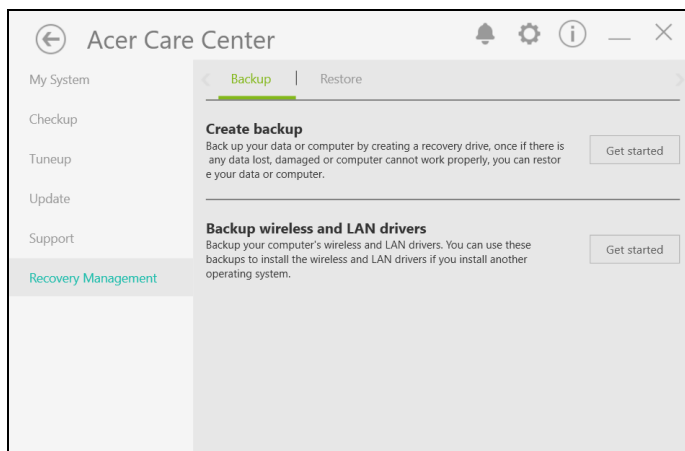 Acer Care Center
My System
Checkup
Tuneup
Update
Support
Recovery Management
Backup
Restore
Create backup
Back up your data or computer by creating a recovery drive, once if there is
any data lost, damaged or computer cannot work properly, you can restor
e your data or computer.
Get started
Backup wireless and LAN drivers
Backup your computer's wireless and LAN drivers. You can use these
backups to install the wireless and LAN drivers if you install another
operating system.
Get started